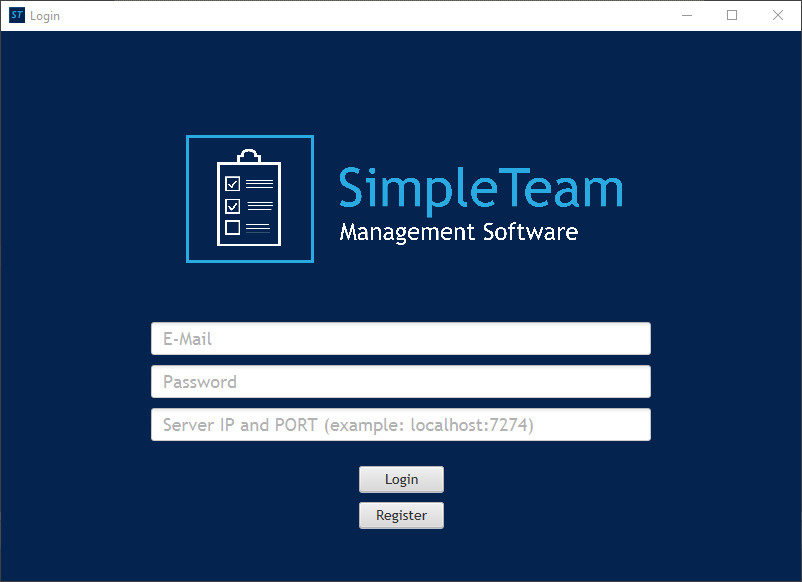 ST Login
SimpleTeam
Management Software
E-Mail
Password
Server IP and PORT (example: localhost:7274)
Login
Register